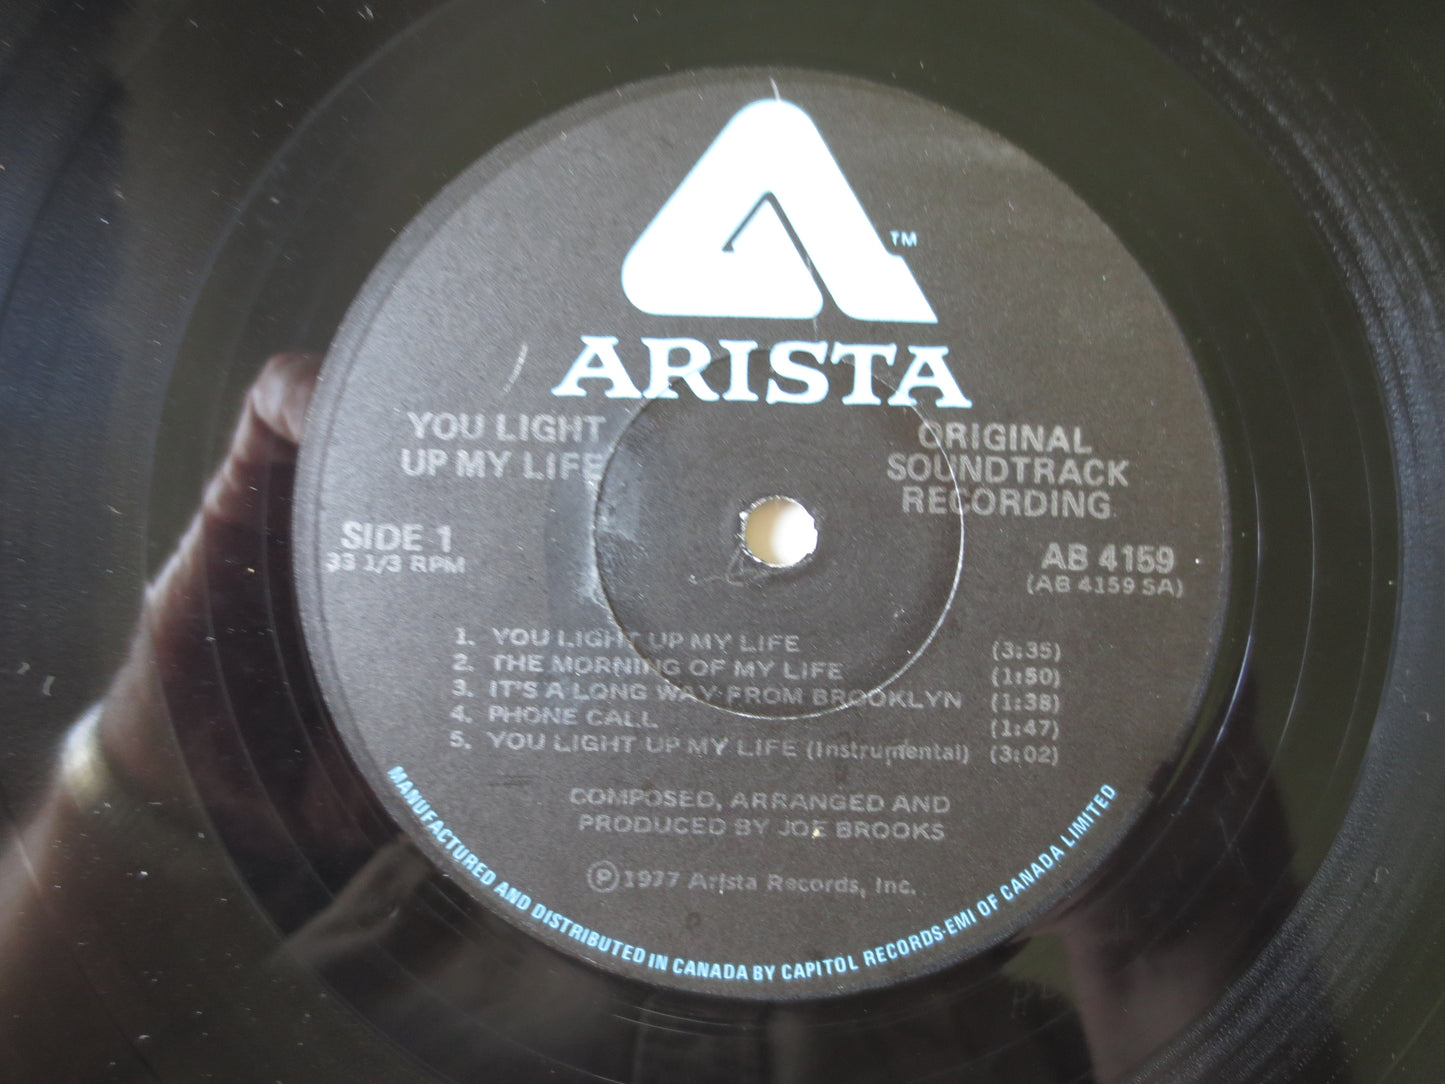 TM
ARISTA
YOU LIGHT
UP MY LIFE
ORIGINAL
SOUNDTRACK
RECORDING
SIDE 1
33 1/3 RPM
AB 4159
(AB 4159 SA)
1. YOU LIGHT UP MY LIFE (3:35)
2. THE MORNING OF MY LIFE (1:50)
3. IT'S A LONG WAY FROM BROOKLYN (1:38)
4. PHONE CALL (1:47)
5. YOU LIGHT UP MY LIFE (Instrumental) (3:02)
COMPOSED, ARRANGED AND
PRODUCED BY JOE BROOKS
Ⓟ1977 Arista Records, Inc.
MANUFACTURED AND DISTRIBUTED IN CANADA BY CAPITOL RECORDS-EMI OF CANADA LIMITED